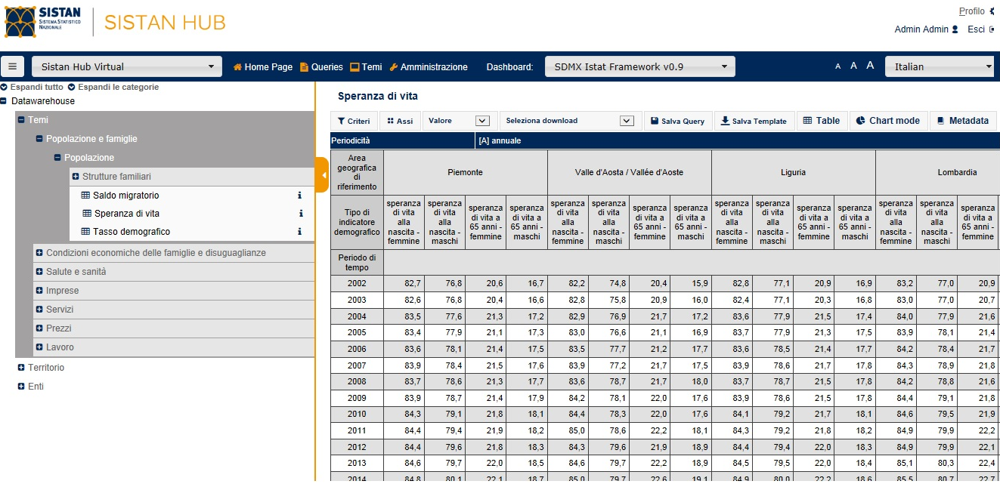 SISTAN
SISTEMA STATISTICO
NAZIONALE
SISTAN HUB
Profilo
Admin Admin Esci
Sistan Hub Virtual Home Page Queries Temi Amministrazione Dashboard: SDMX Istat Framework v0.9 A A A Italian
Espandi tutto Espandi le categorie
Datawarehouse
Temi
Popolazione e famiglie
Popolazione
Strutture familiari
Saldo migratorio
Speranza di vita
Tasso demografico
Condizioni economiche delle famiglie e disuguaglianze
Salute e sanità
Imprese
Servizi
Prezzi
Lavoro
Territorio
Enti
Speranza di vita
Criteri Assi Valore Seleziona download Salva Query Salva Template Table Chart mode Metadata
Periodicità [A] annuale
Area
geografica
di
riferimento
Piemonte Valle d'Aosta / Vallée d'Aoste Liguria Lombardia
Tipo di
indicatore
demografico
speranza di vita alla nascita - femmine
speranza di vita alla nascita - maschi
speranza di vita a 65 anni - femmine
speranza di vita a 65 anni - maschi
speranza di vita alla nascita - femmine
speranza di vita alla nascita - maschi
speranza di vita a 65 anni - femmine
speranza di vita a 65 anni - maschi
speranza di vita alla nascita - femmine
speranza di vita alla nascita - maschi
speranza di vita a 65 anni - femmine
speranza di vita a 65 anni - maschi
speranza di vita alla nascita - femmine
speranza di vita alla nascita - maschi
speranza di vita a 65 anni - femmine
Periodo di
tempo
2002 82,7 76,8 20,6 16,7 82,2 74,8 20,4 15,9 82,8 77,1 20,9 16,9 83,2 77,0 20,9
2003 82,6 76,8 20,4 16,6 82,8 75,8 20,9 16,0 82,4 77,1 20,3 16,8 83,0 77,0 20,7
2004 83,5 77,6 21,3 17,2 82,9 76,9 21,7 17,2 83,6 77,9 21,5 17,4 84,0 77,9 21,6
2005 83,4 77,9 21,1 17,3 83,0 76,6 21,1 16,9 83,7 77,9 21,3 17,5 83,9 78,1 21,4
2006 83,6 78,1 21,4 17,5 83,5 77,7 21,2 17,7 83,6 78,5 21,4 17,7 84,2 78,4 21,7
2007 83,9 78,4 21,5 17,6 83,9 77,2 21,7 17,5 83,9 78,6 21,7 17,8 84,3 78,9 21,8
2008 83,7 78,6 21,3 17,7 83,6 78,7 21,7 18,0 83,7 78,7 21,5 17,8 84,2 78,8 21,6
2009 83,9 78,7 21,4 17,9 84,2 78,1 22,0 17,6 83,9 78,6 21,5 17,8 84,4 79,1 21,8
2010 84,3 79,1 21,8 18,1 84,4 78,3 22,0 17,6 84,1 79,2 21,7 18,1 84,6 79,5 21,9
2011 84,4 79,4 21,9 18,2 85,0 78,6 22,2 18,1 84,3 79,2 21,8 18,2 84,9 79,9 22,2
2012 84,4 79,6 21,8 18,3 84,3 79,6 21,9 18,9 84,4 79,4 22,0 18,3 84,9 79,9 22,1
2013 84,6 79,7 22,0 18,5 84,6 79,7 22,2 18,9 84,5 79,5 22,0 18,4 85,1 80,3 22,4
2014 84,8 80,1 22,1 18,7 85,0 79,7 22,6 19,1 84,9 80,0 22,2 18,6 85,5 80,7 22,7